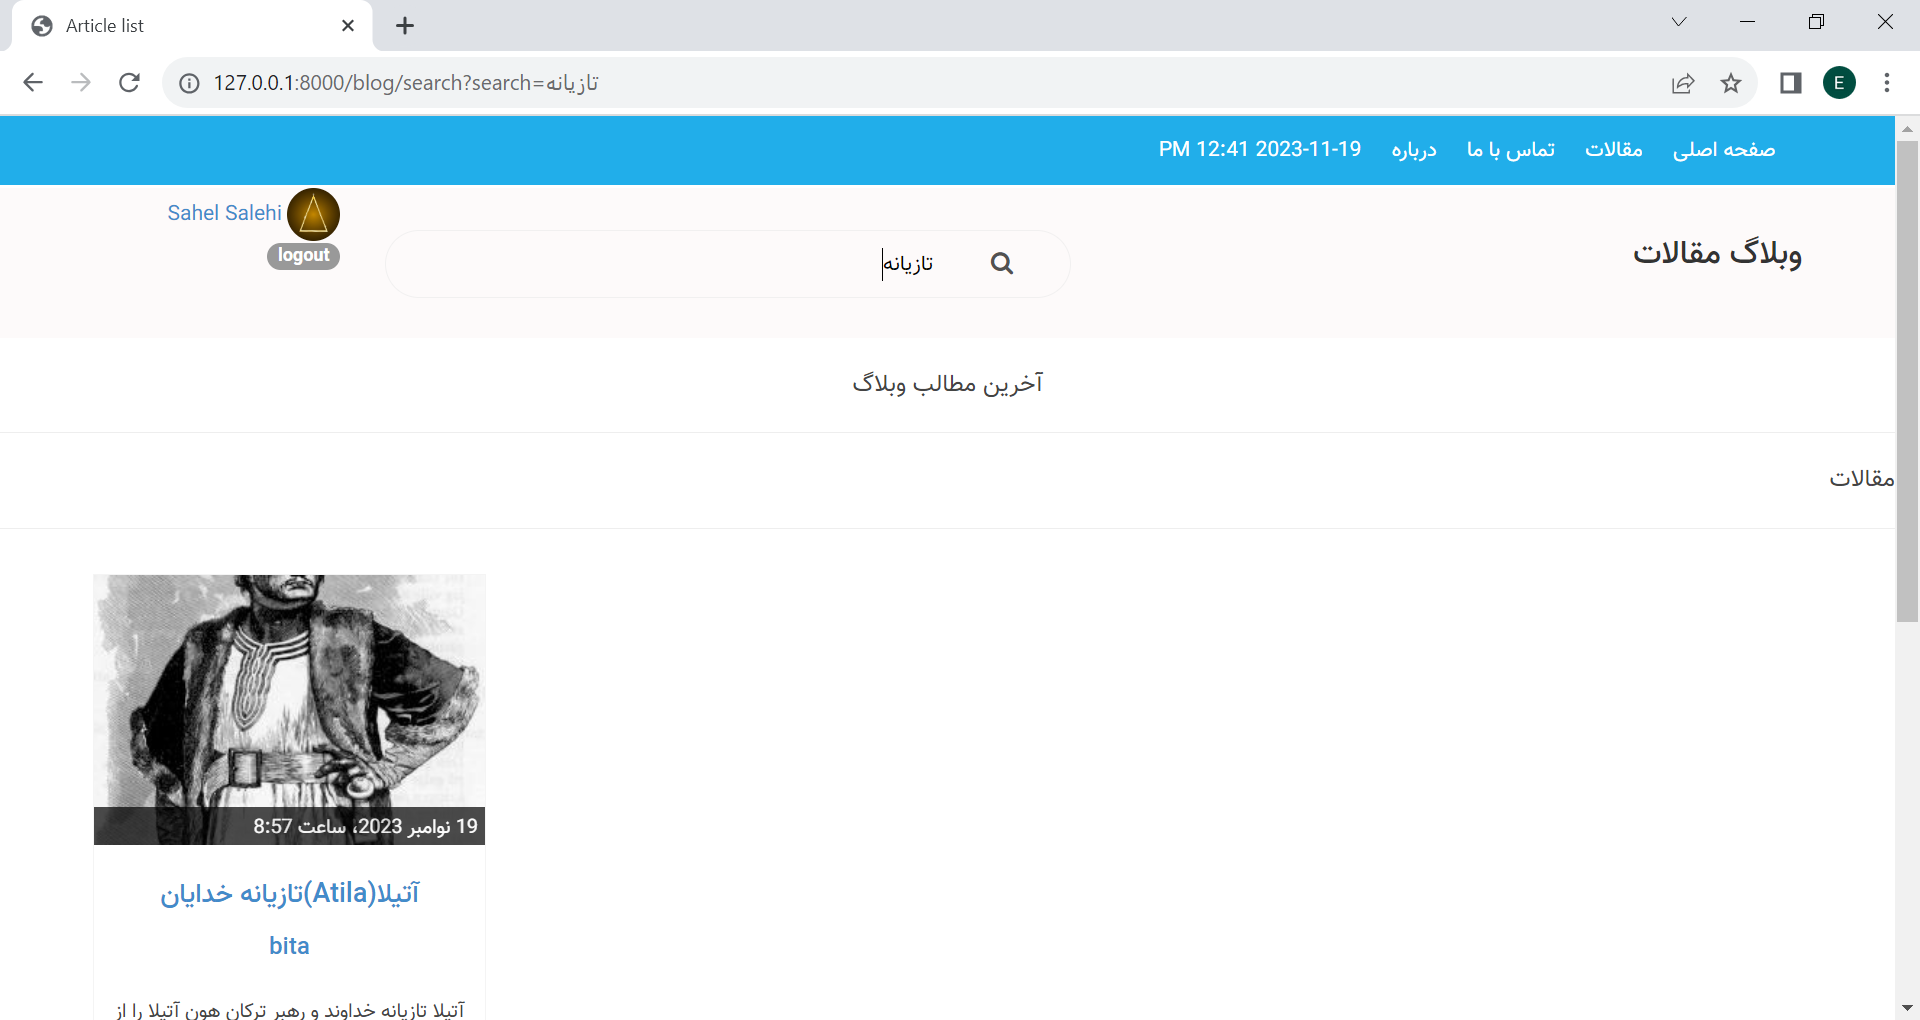 Article list
127.0.0.1:8000/blog/search?search=تازیانه
E
صفحه اصلی
مقالات
تماس با ما
درباره
PM 12:41 2023-11-19
وبلاگ مقالات
تازیانه
Sahel Salehi
logout
آخرین مطالب وبلاگ
مقالات
19 نوامبر 2023، ساعت 8:57
آتیلا(Atila)تازیانه خدایان
bita
آتیلا تازیانه خداوند و رهبر ترکان هون آتیلا را از